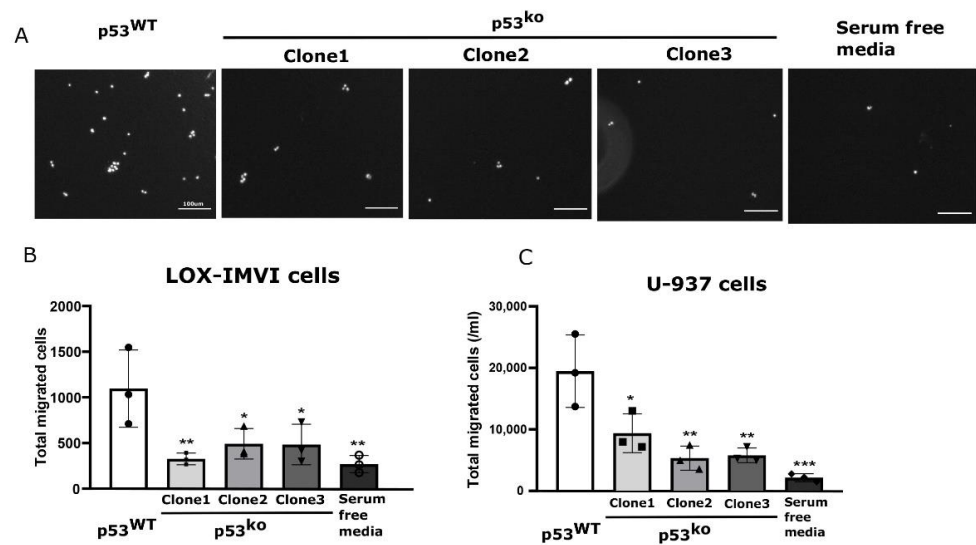 A
p53WT
p53ko
Serum free
media
Clone1
Clone2
Clone3
100um
B
LOX-IMVI cells
Total migrated cells
2000
1500
1000
500
0
**
*
*
**
Clone1
Clone2
Clone3
Serum
free
media
p53WT
p53ko
C
U-937 cells
Total migrated cells (/ml)
30,000
20,000
10,000
0
*
**
**
***
Clone1
Clone2
Clone3
Serum
free
media
p53WT
p53ko